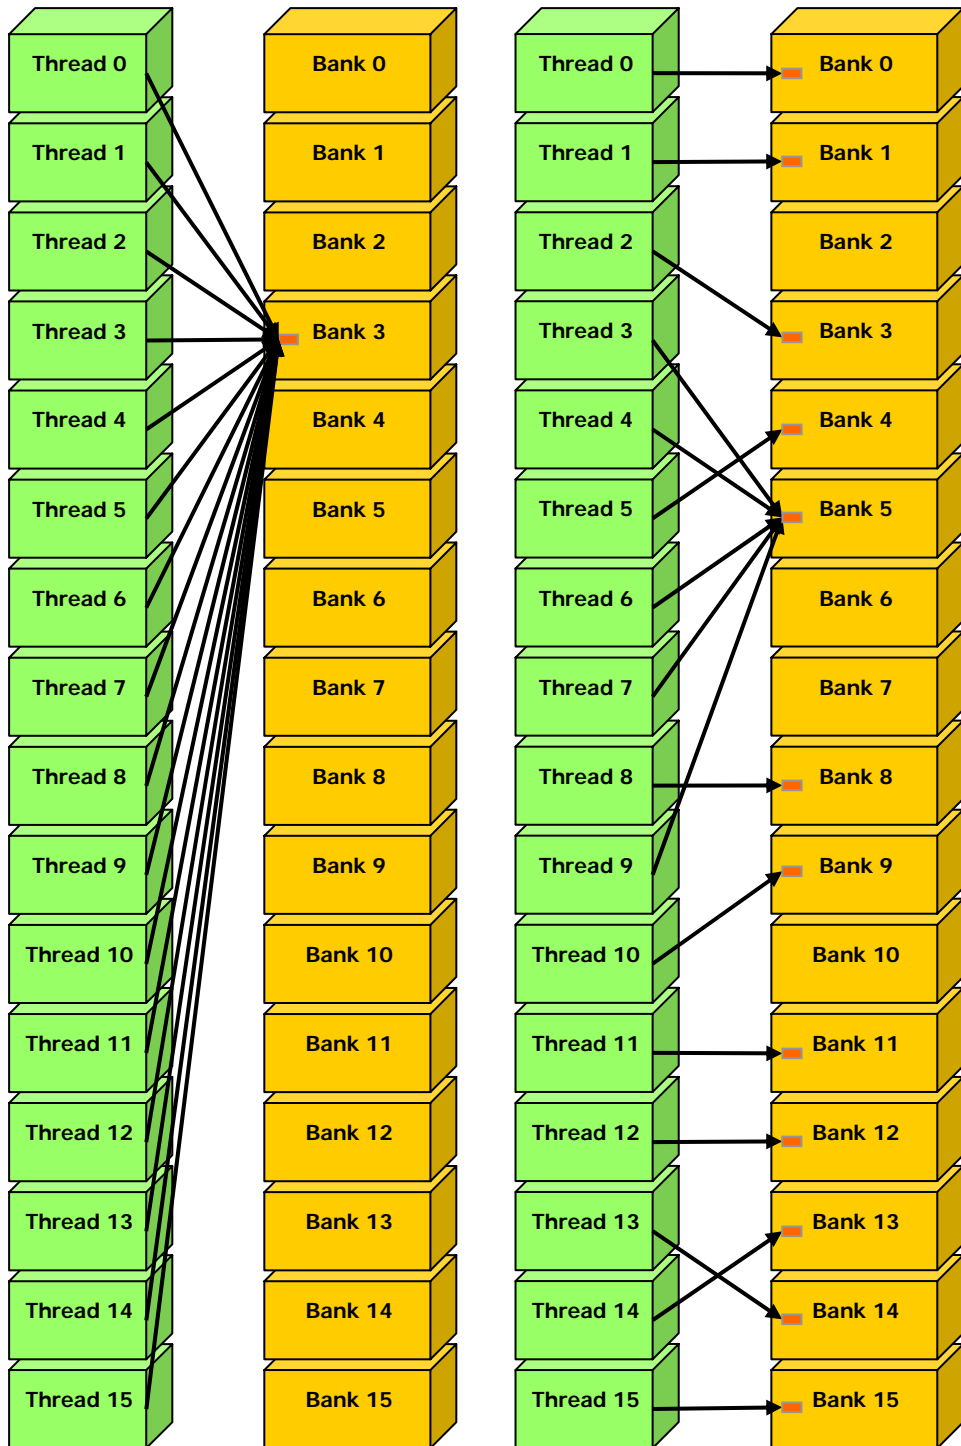 Thread 0 Bank 0 Thread 0 Bank 0
Thread 1 Bank 1 Thread 1 Bank 1
Thread 2 Bank 2 Thread 2 Bank 2
Thread 3 Bank 3 Thread 3 Bank 3
Thread 4 Bank 4 Thread 4 Bank 4
Thread 5 Bank 5 Thread 5 Bank 5
Thread 6 Bank 6 Thread 6 Bank 6
Thread 7 Bank 7 Thread 7 Bank 7
Thread 8 Bank 8 Thread 8 Bank 8
Thread 9 Bank 9 Thread 9 Bank 9
Thread 10 Bank 10 Thread 10 Bank 10
Thread 11 Bank 11 Thread 11 Bank 11
Thread 12 Bank 12 Thread 12 Bank 12
Thread 13 Bank 13 Thread 13 Bank 13
Thread 14 Bank 14 Thread 14 Bank 14
Thread 15 Bank 15 Thread 15 Bank 15